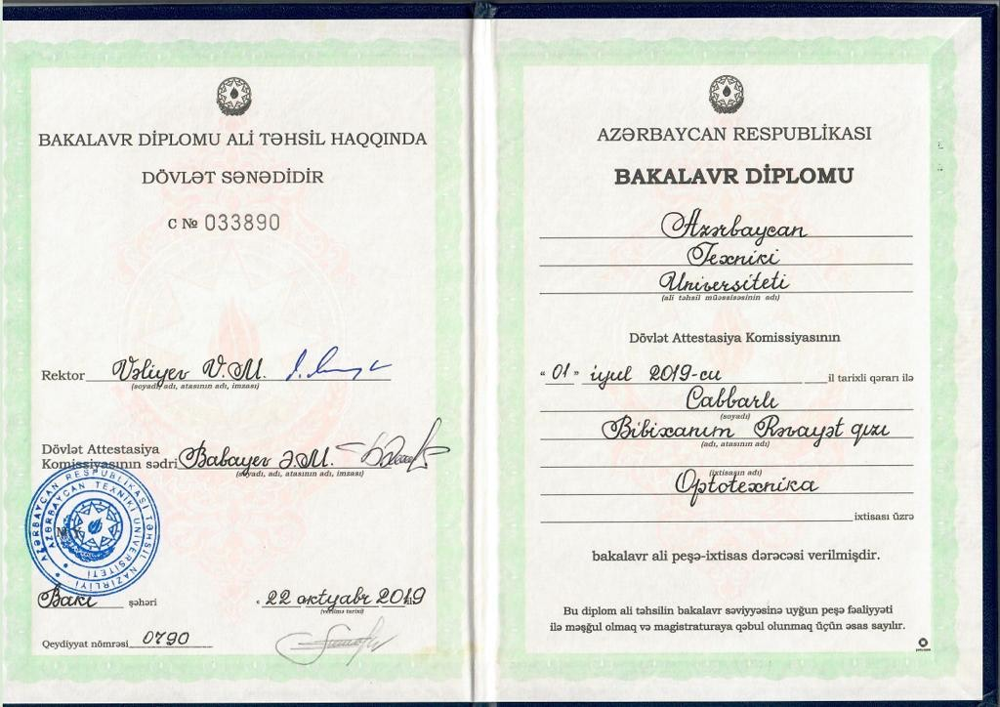 BAKALAVR DİPLOMU ALİ TƏHSİL HAQQINDA
DÖVLƏT SƏNƏDİDİR
C № 033890
Rektor Vəliyev V.M.
(soyadı, adı, atasının adı, imzası)
Dövlət Attestasiya
Komissiyasının sədri Babayev Ə.M.
(soyadı, adı, atasının adı, imzası)
AZƏRBAYCAN RESPUBLİKASI TƏHSİL NAZİRLİYİ
AZƏRBAYCAN TEXNİKİ UNİVERSİTETİ
M.Y.
Bakı şəhəri
22 oktyabr 2019
(verilmə tarixi)
Qeydiyyat nömrəsi 0790
AZƏRBAYCAN RESPUBLİKASI
BAKALAVR DİPLOMU
Azərbaycan
Texniki
Universiteti
(ali təhsil müəssisəsinin adı)
Dövlət Attestasiya Komissiyasının
"01" iyul 2019-cu il tarixli qərarı ilə
Cabbarlı
(soyadı)
Bibixanım Rəvayət qızı
(adı, atasının adı)
(ixtisasın adı)
Optotexnika
ixtisası üzrə
bakalavr ali peşə-ixtisas dərəcəsi verilmişdir.
Bu diplom ali təhsilin bakalavr səviyyəsinə uyğun peşə fəaliyyəti
ilə məşğul olmaq və magistraturaya qəbul olunmaq üçün əsas sayılır.